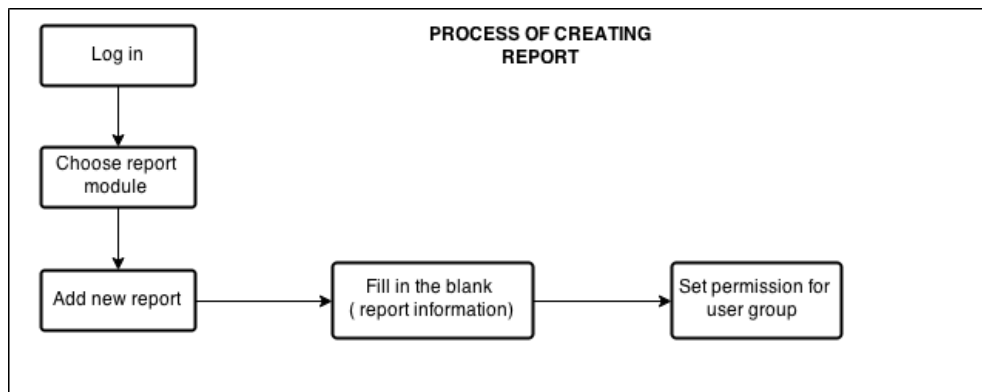 PROCESS OF CREATING
REPORT
Log in
Choose report
module
Add new report
Fill in the blank
( report information)
Set permission for
user group